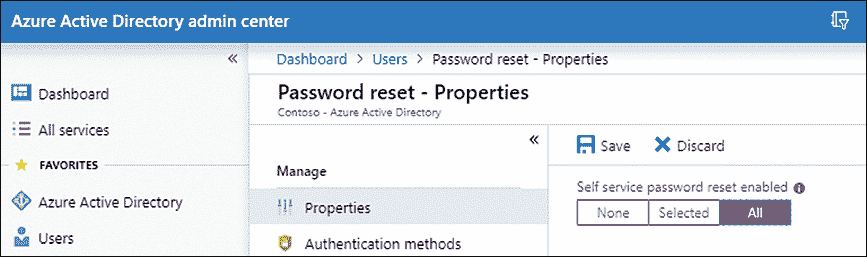 Azure Active Directory admin center
«
Dashboard
All services
FAVORITES
Azure Active Directory
Users
Dashboard > Users > Password reset - Properties
Password reset - Properties
Contoso - Azure Active Directory
«
Manage
Properties
Authentication methods
Save Discard
Self service password reset enabled
None Selected All